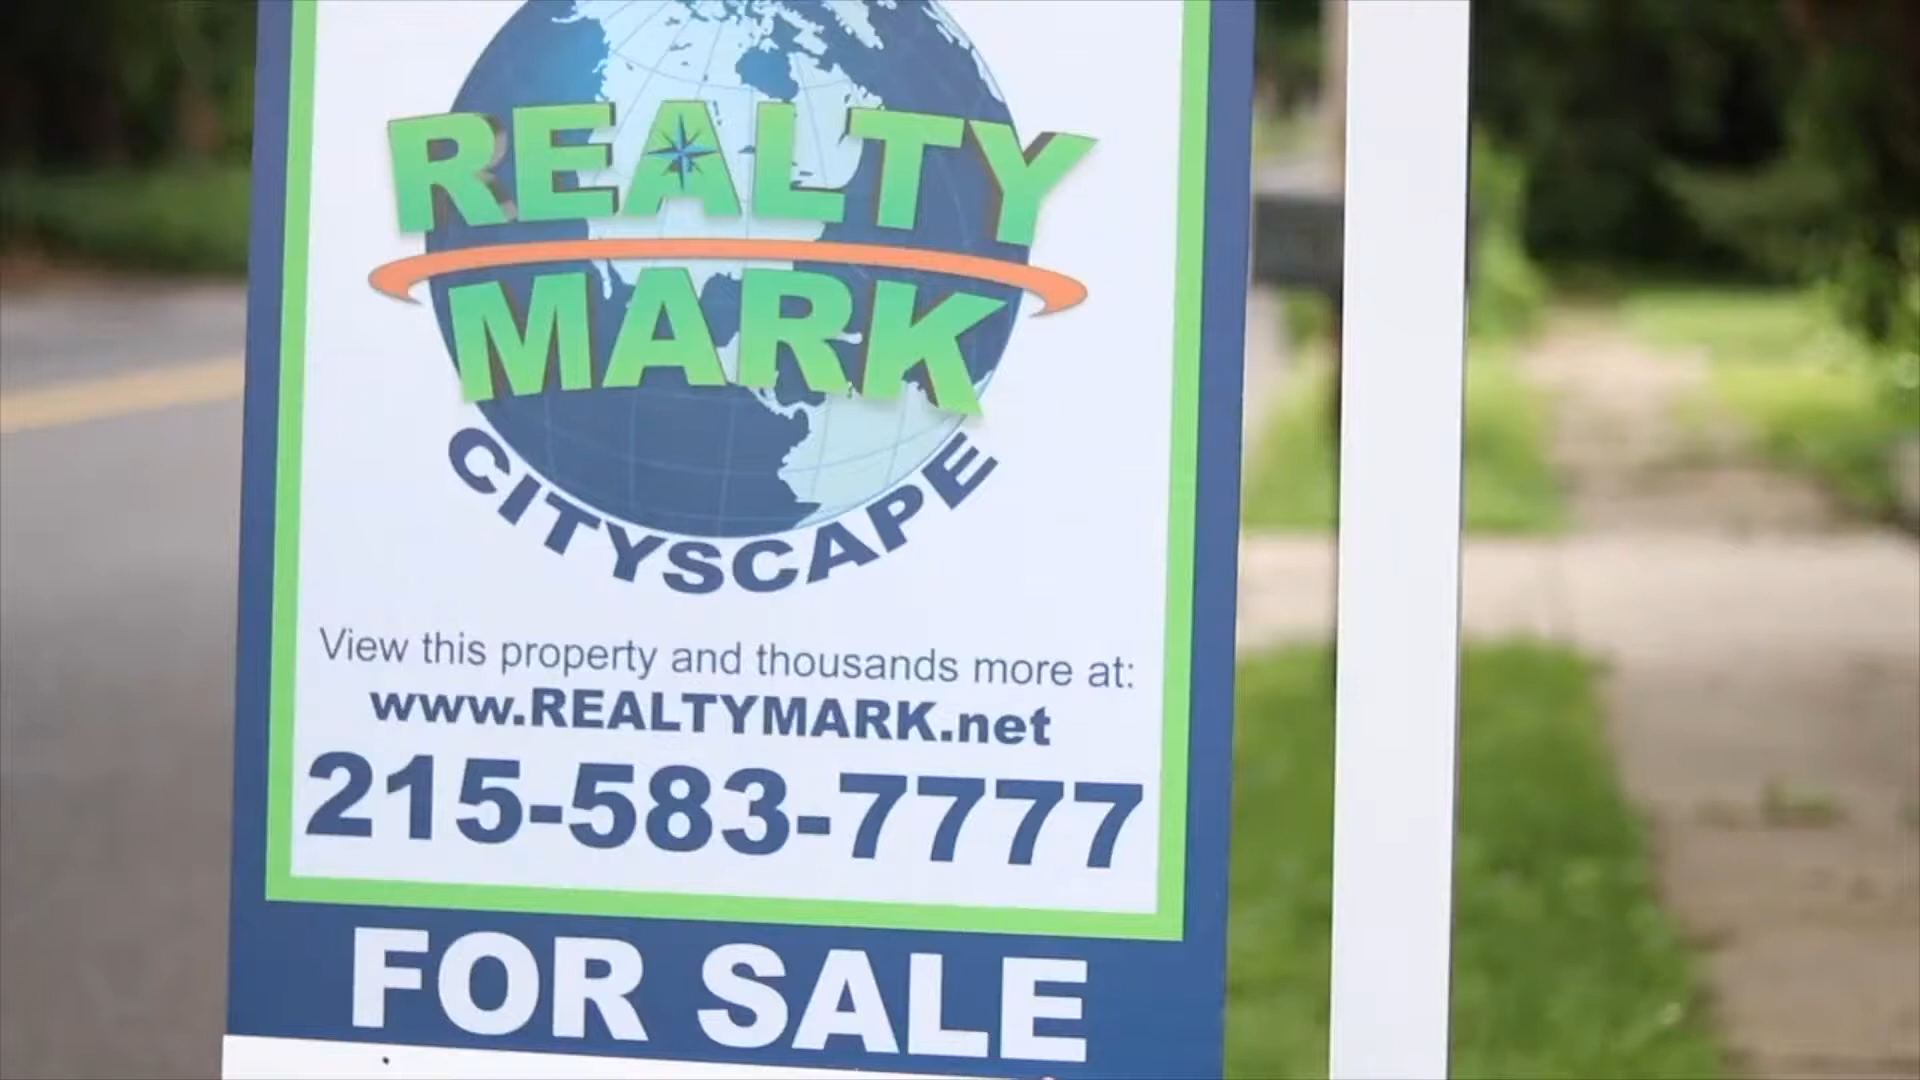 REALTY
MARK
CITYSCAPE
View this property and thousands more at:
www.REALTYMARK.net
215-583-7777
FOR SALE